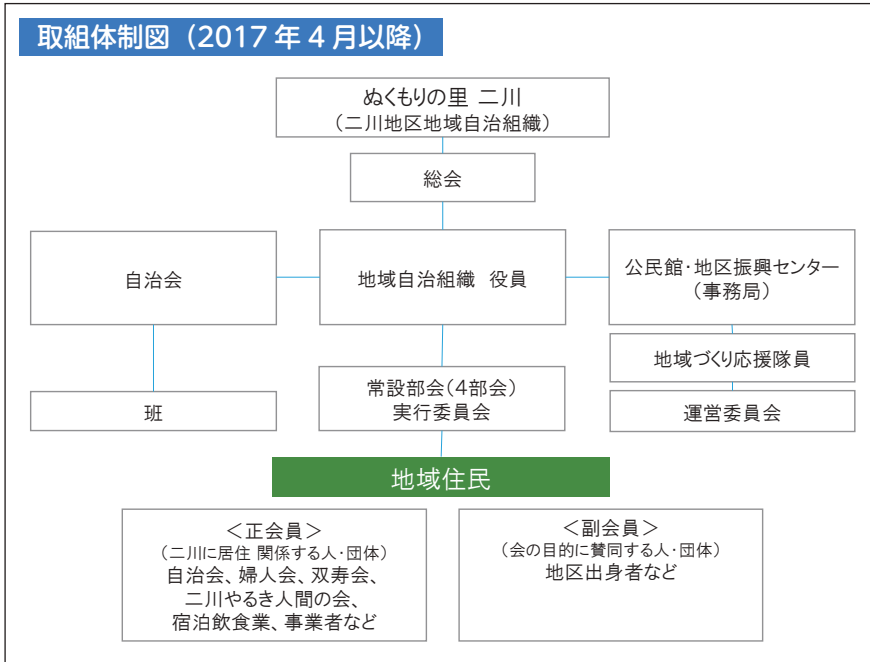 取組体制図（2017年4月以降）
ぬくもりの里 二川
（二川地区地域自治組織）
総会
自治会
地域自治組織 役員
公民館・地区振興センター
（事務局）
地域づくり応援隊員
常設部会（4部会）
実行委員会
班
運営委員会
地域住民
＜正会員＞
（二川に居住 関係する人・団体）
自治会、婦人会、双寿会、
二川やるき人間の会、
宿泊飲食業、事業者など
＜副会員＞
（会の目的に賛同する人・団体）
地区出身者など